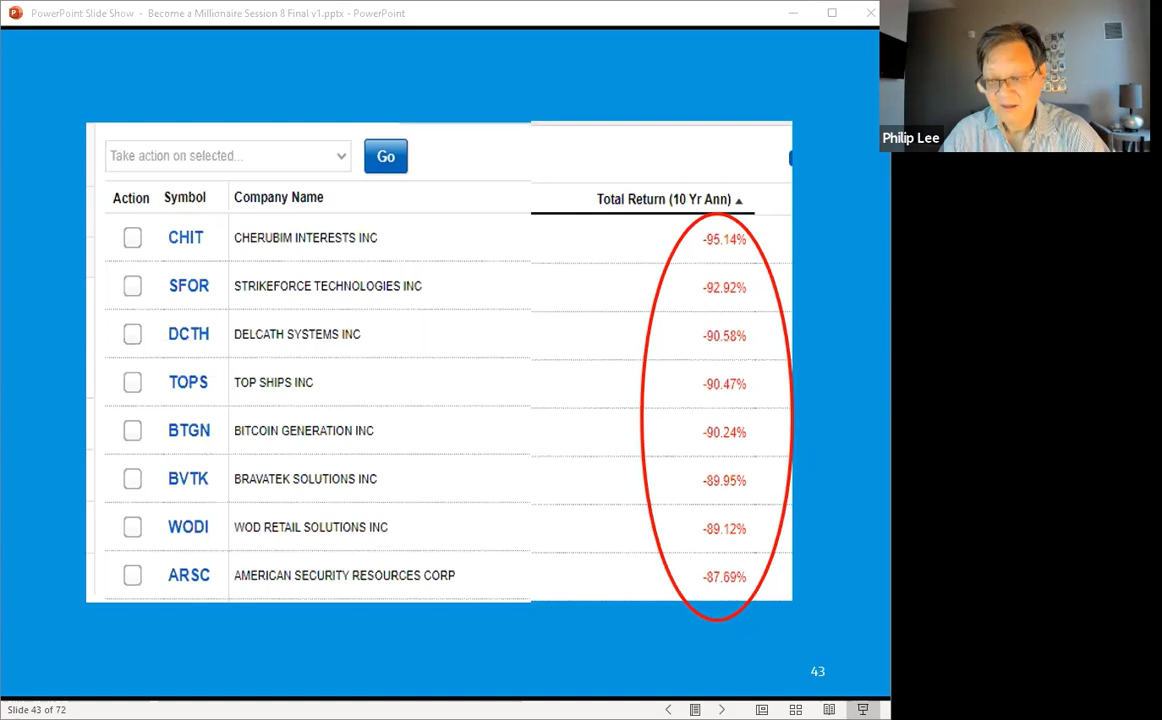 PowerPoint Slide Show - Become a Millionaire Session 8 Final v1.pptx - PowerPoint
Philip Lee
Take action on selected... Go
Action Symbol Company Name Total Return (10 Yr Ann)
CHIT CHERUBIM INTERESTS INC -95.14%
SFOR STRIKEFORCE TECHNOLOGIES INC -92.92%
DCTH DELCATH SYSTEMS INC -90.58%
TOPS TOP SHIPS INC -90.47%
BTGN BITCOIN GENERATION INC -90.24%
BVTK BRAVATEK SOLUTIONS INC -89.95%
WODI WOD RETAIL SOLUTIONS INC -89.12%
ARSC AMERICAN SECURITY RESOURCES CORP -87.69%
43
Slide 43 of 72